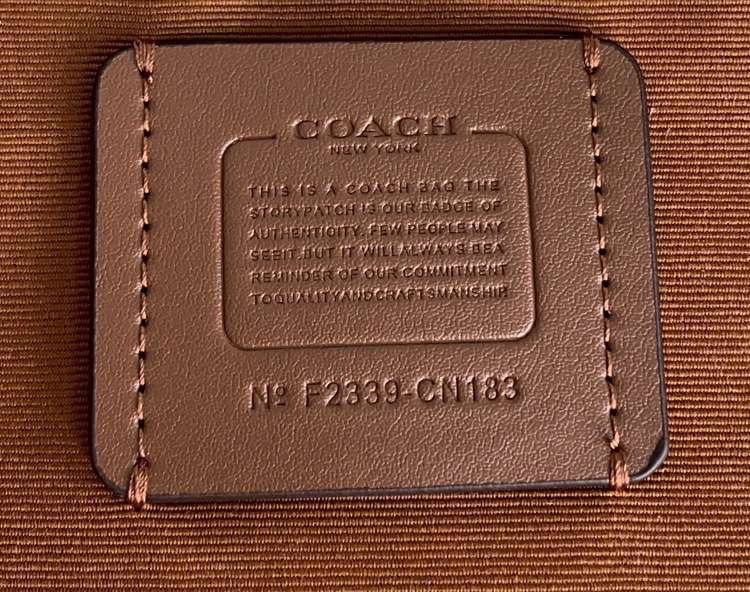 COACH
NEW YORK
THIS IS A COACH BAG THE
STORYPATCH IS OUR BADGE OF
AUTHENTICITY. FEW PEOPLE MAY
SEEIT.BUT IT WILLALWAYS BEA
REMINDER OF OUR COMMITMENT
TOQUALITYANDCRAFTSMANSHIP.
Nº F2339-CN183